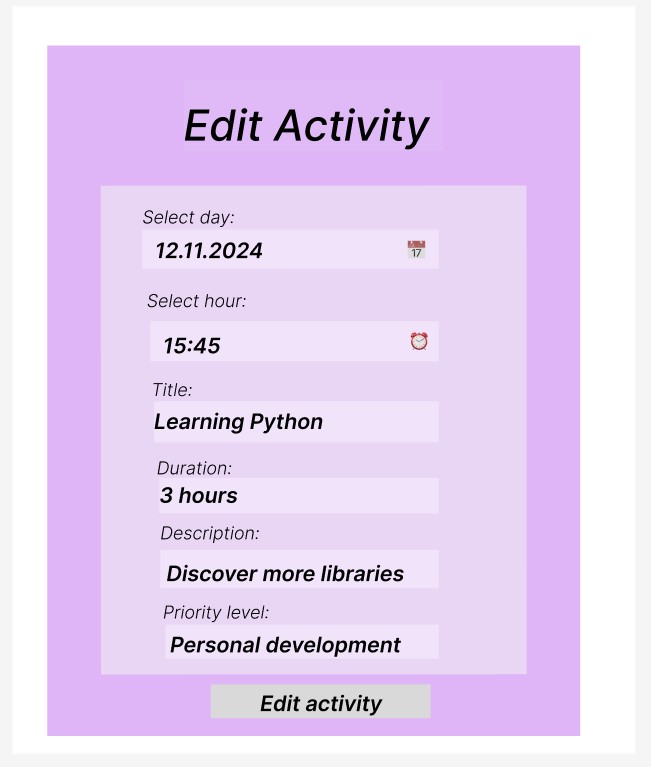 Edit Activity
Select day:
12.11.2024
17
Select hour:
15:45
Title:
Learning Python
Duration:
3 hours
Description:
Discover more libraries
Priority level:
Personal development
Edit activity